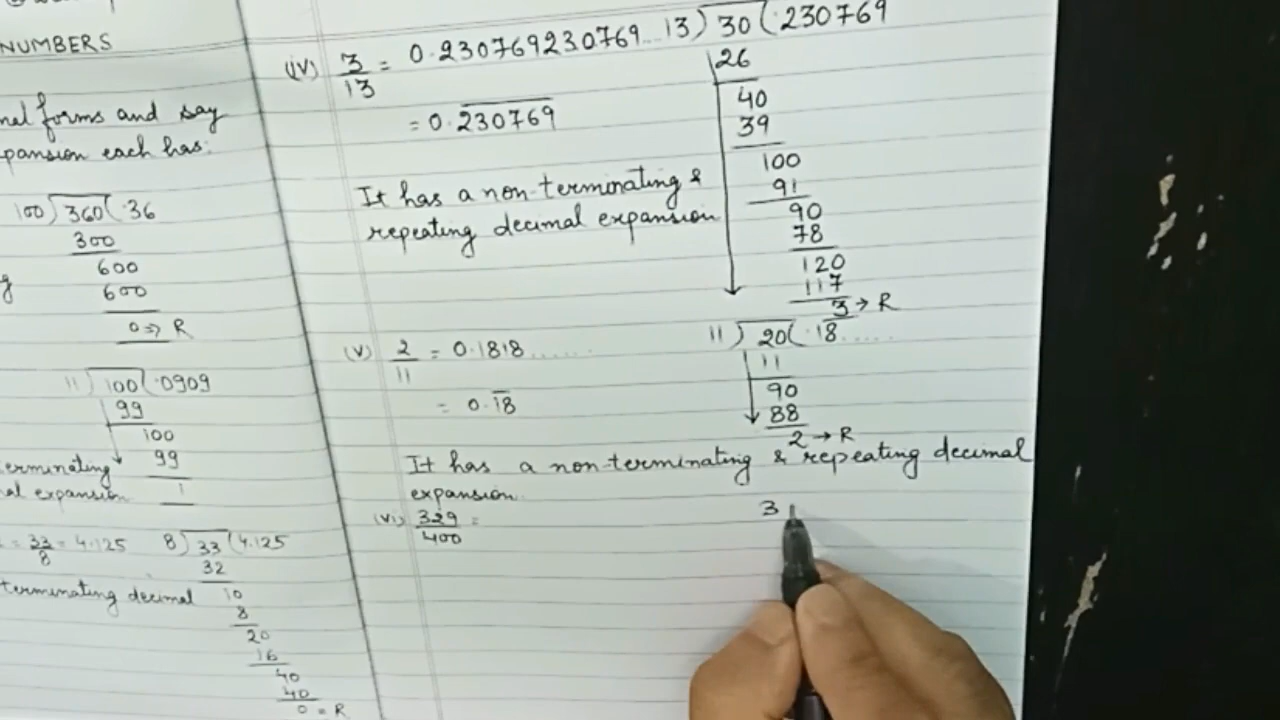 NUMBERS
nal forms and say
pansion each has:
100) 360( .36
300
600
600
0 => R
11) 100( .0909
99
100
99
1
erminating
al expansion
= 33/8 = 4.125
8) 33 (4.125
32
10
8
20
16
40
40
0 = R
terminating decimal
(iv) 3/13 = 0.230769230769...
= 0.230769
It has a non-terminating &
repeating decimal expansion
13) 30 ( .230769
26
40
39
100
91
90
78
120
117
3 → R
(v) 2/11 = 0.1818......
= 0.18
11) 20( .18.....
11
90
88
2 → R
It has a non-terminating & repeating decimal
expansion
(vi) 329/400 =
3